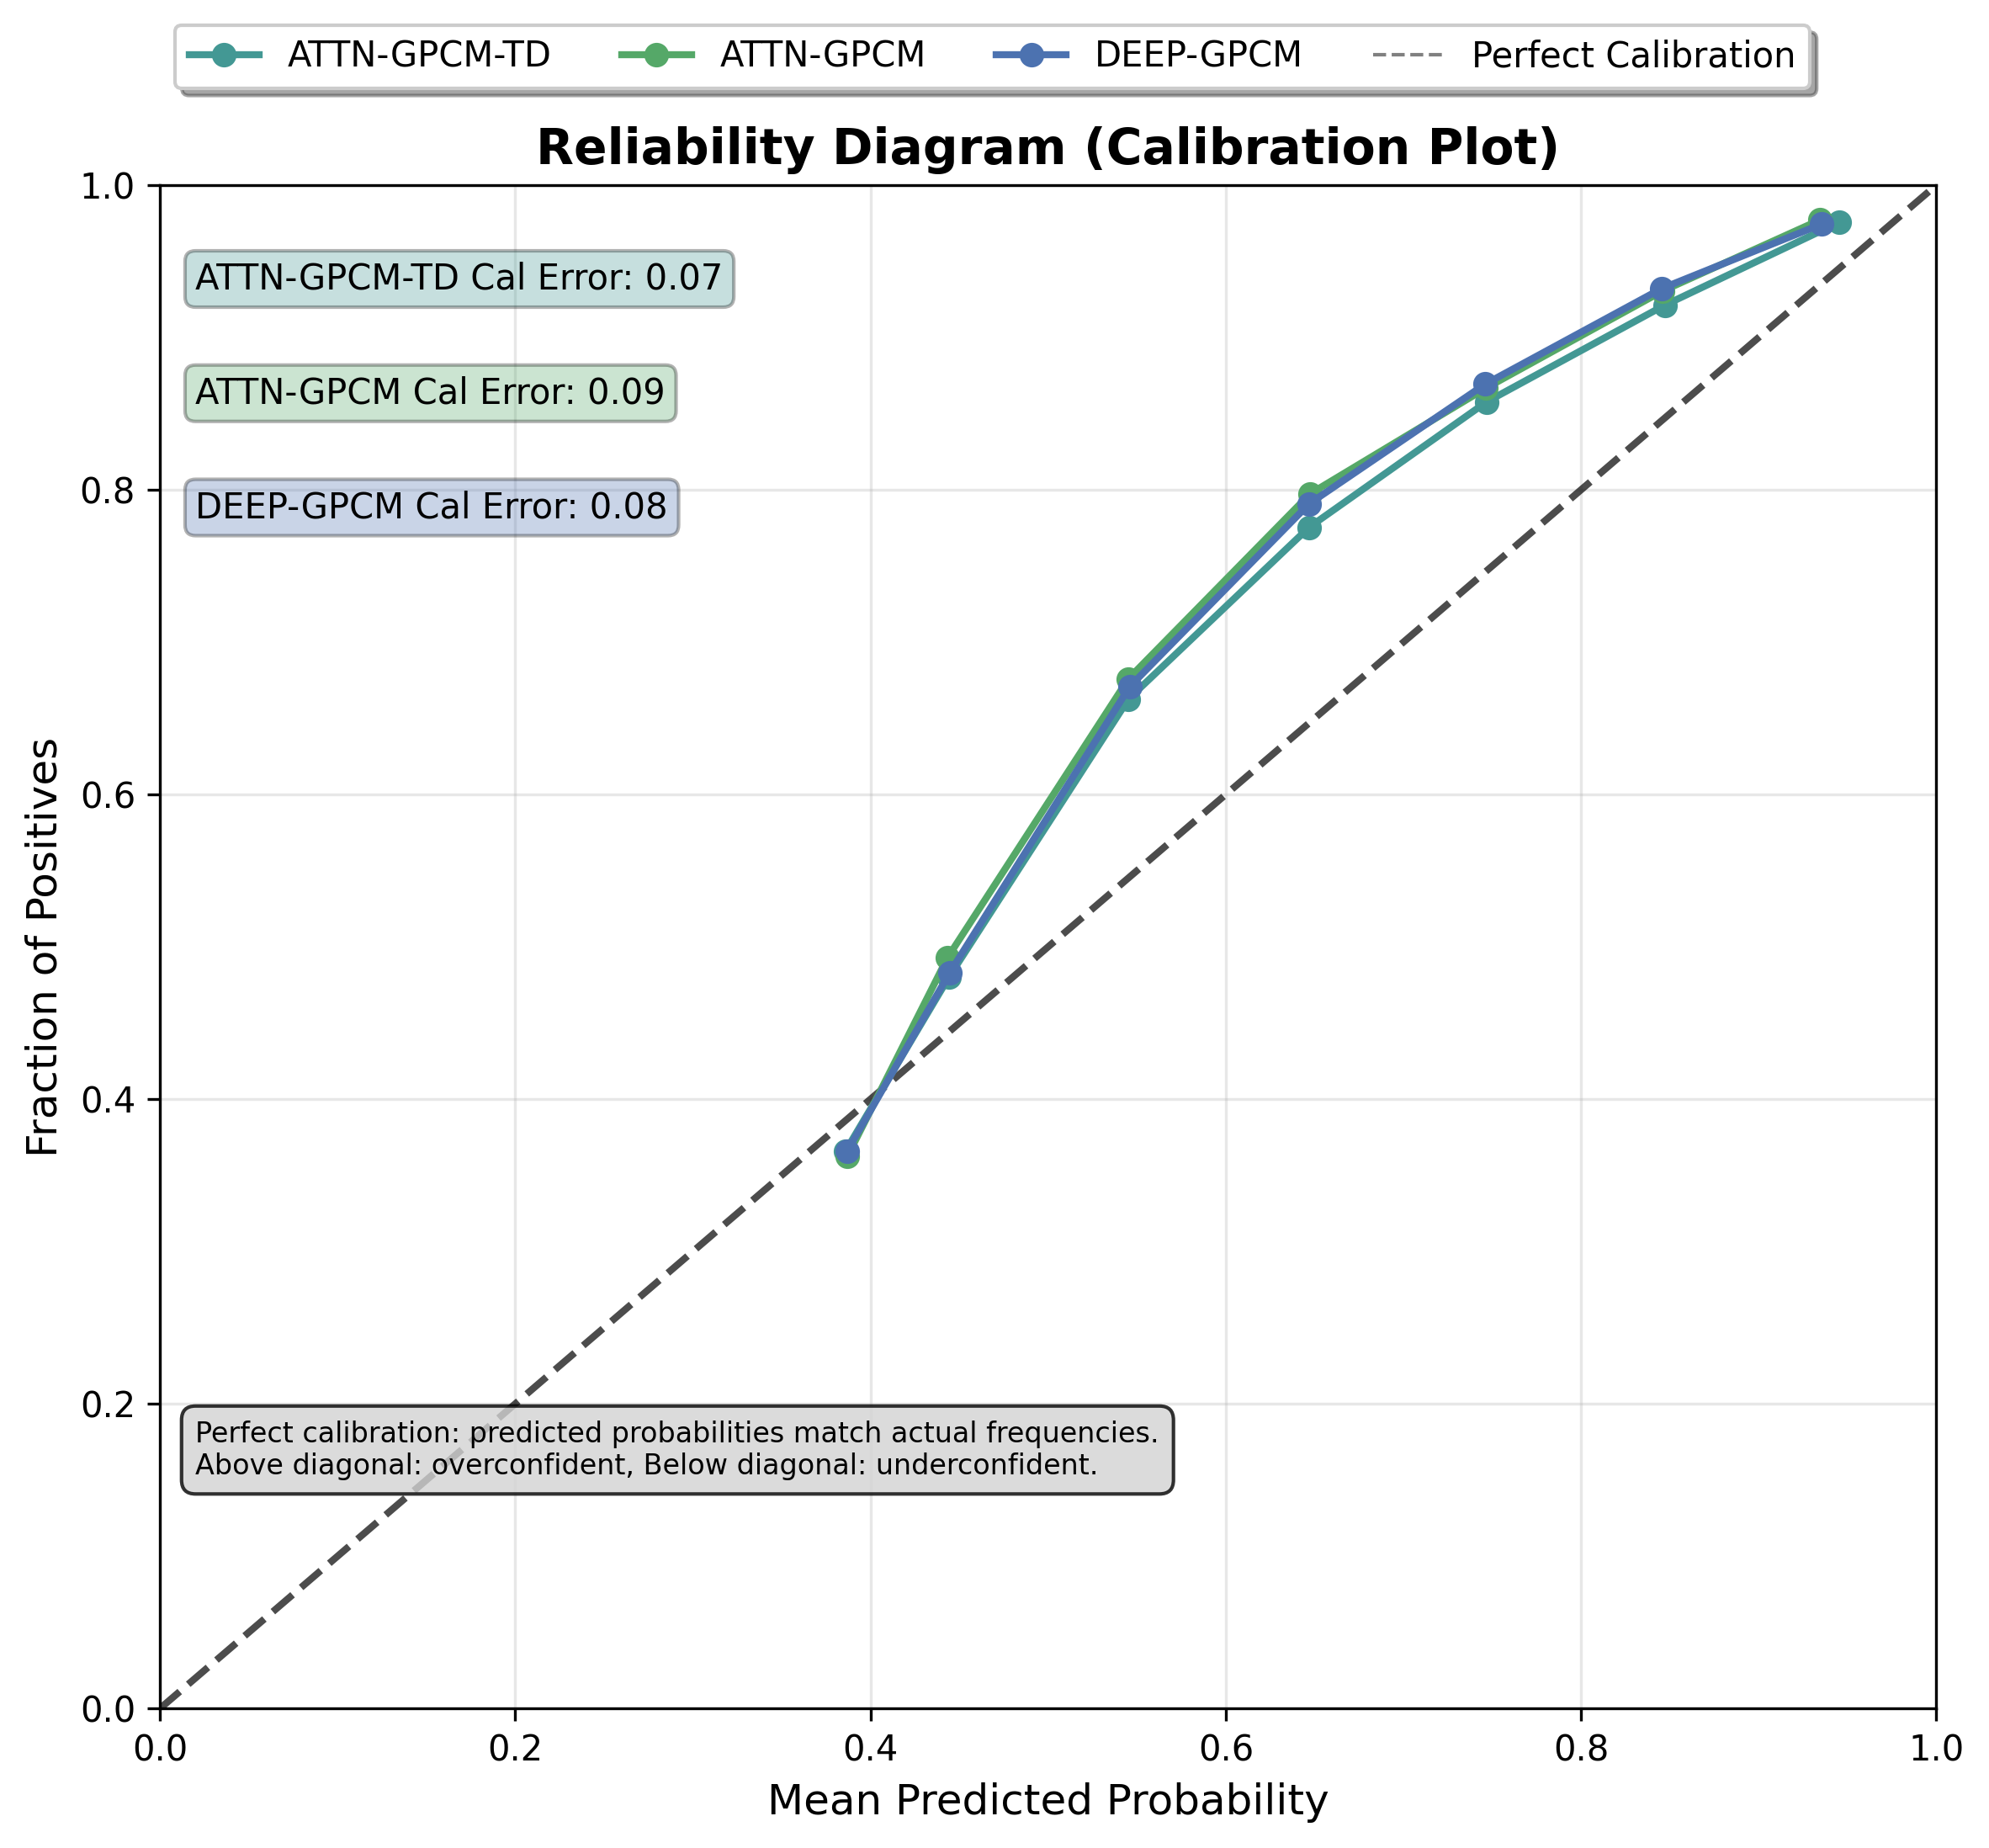 ATTN-GPCM-TD ATTN-GPCM DEEP-GPCM Perfect Calibration
Reliability Diagram (Calibration Plot)
1.0
ATTN-GPCM-TD Cal Error: 0.07
ATTN-GPCM Cal Error: 0.09
0.8
DEEP-GPCM Cal Error: 0.08
0.6
Fraction of Positives
0.4
0.2
Perfect calibration: predicted probabilities match actual frequencies.
Above diagonal: overconfident, Below diagonal: underconfident.
0.0
0.0 0.2 0.4 0.6 0.8 1.0
Mean Predicted Probability